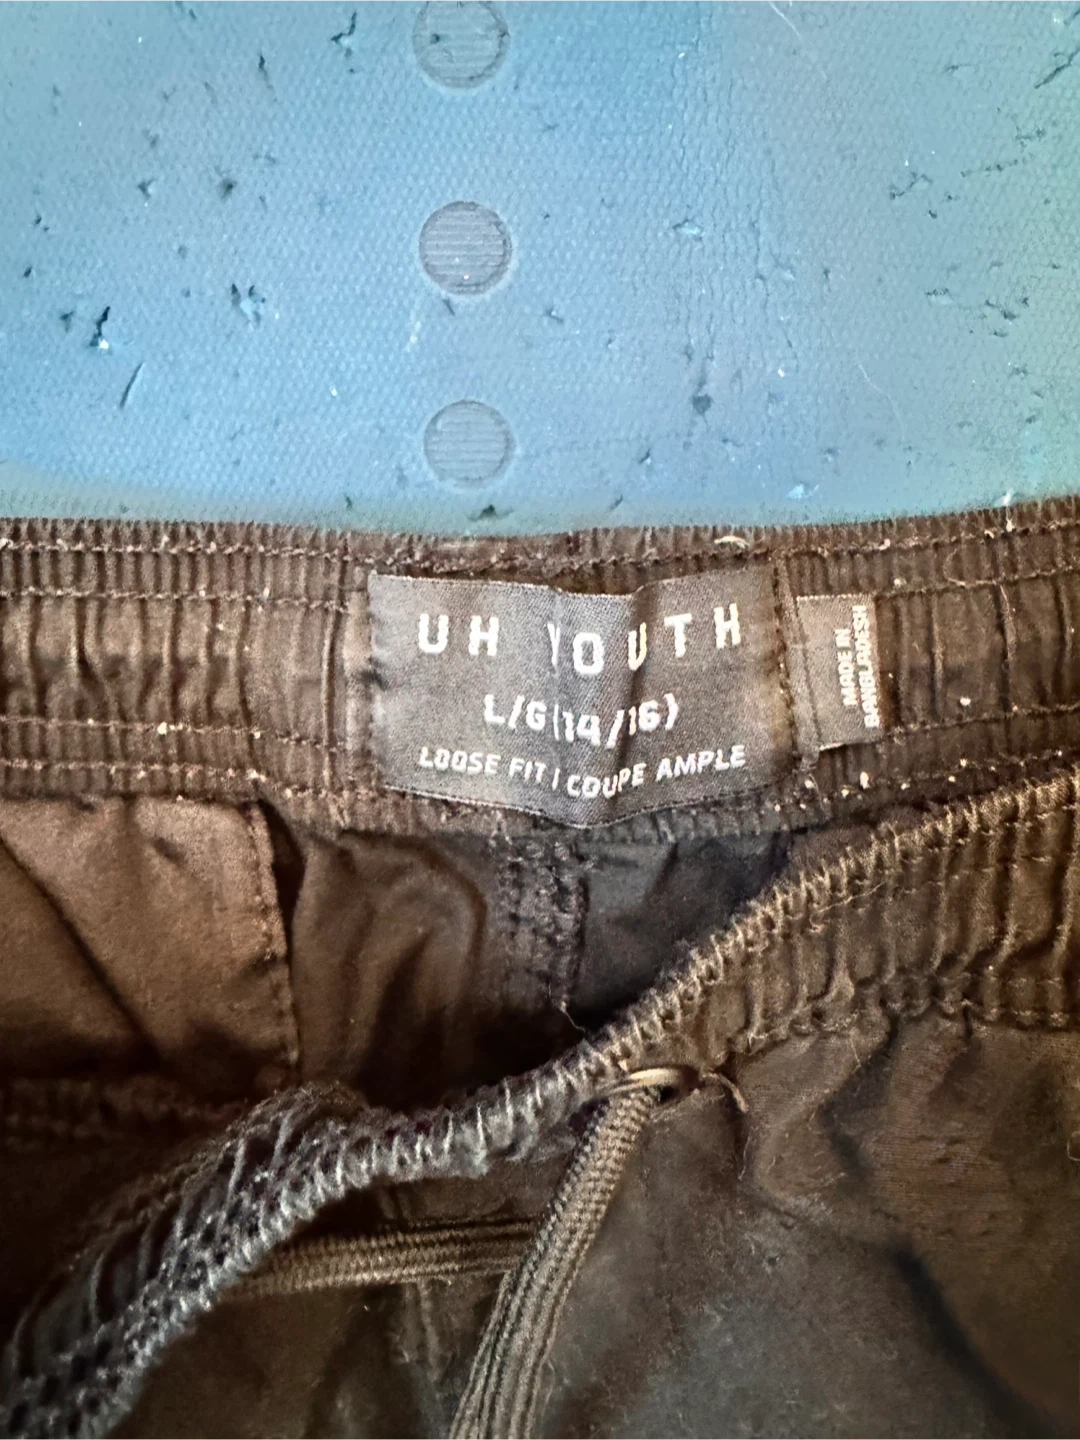 UH YOUTH
L/G(14/16)
LOOSE FIT | COUPE AMPLE
MADE IN
BANGLADESH